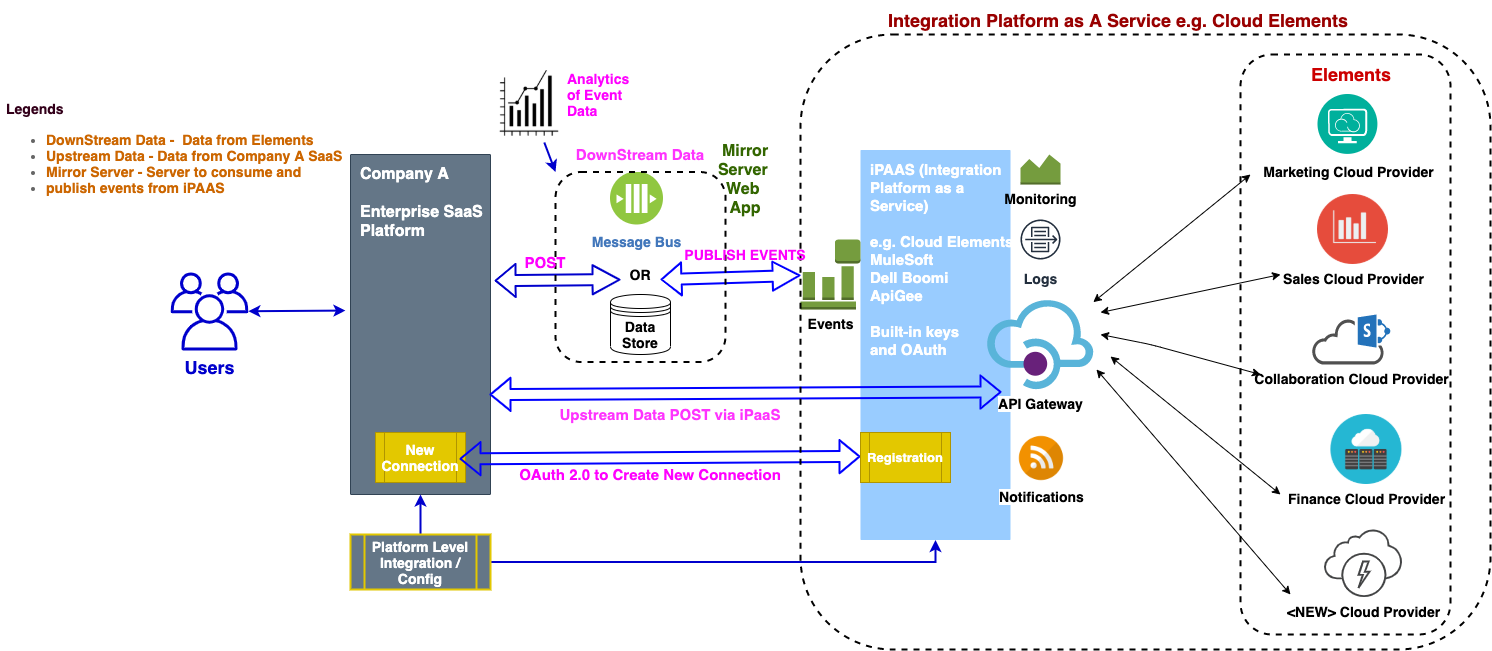 Integration Platform as A Service e.g. Cloud Elements
Legends
DownStream Data - Data from Elements
Upstream Data - Data from Company A SaaS
Mirror Server - Server to consume and
publish events from iPAAS
Users
Company A
Enterprise SaaS
Platform
New
Connection
Platform Level
Integration /
Config
Analytics
of Event
Data
DownStream Data
Mirror
Server
Web
App
Message Bus
POST
OR
PUBLISH EVENTS
Data
Store
Events
Upstream Data POST via iPaaS
OAuth 2.0 to Create New Connection
iPAAS (Integration
Platform as a
Service)
e.g. Cloud Elements
MuleSoft
Dell Boomi
ApiGee
Built-in keys
and OAuth
Registration
Monitoring
Logs
API Gateway
Notifications
Elements
Marketing Cloud Provider
Sales Cloud Provider
S
Collaboration Cloud Provider
Finance Cloud Provider
<NEW> Cloud Provider